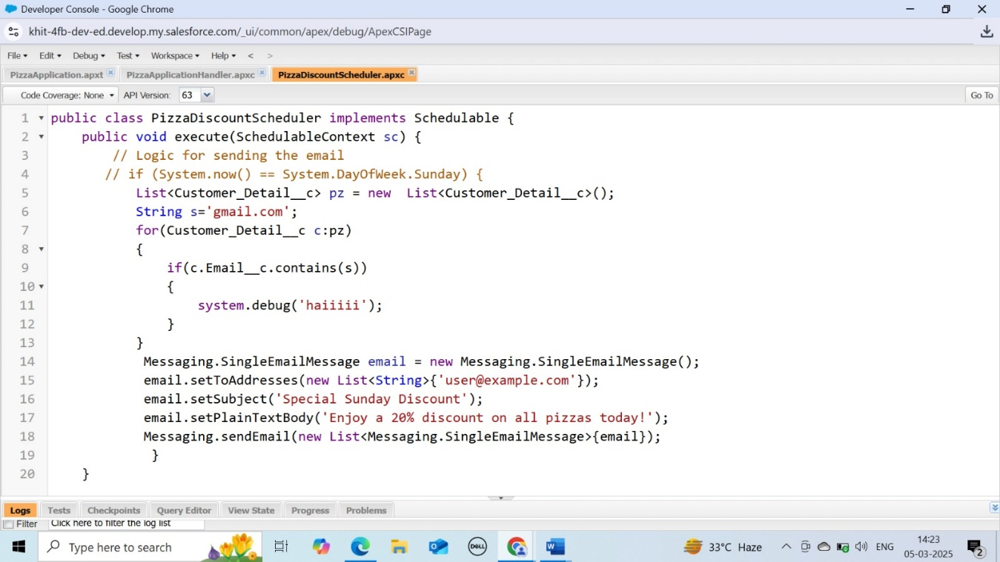 Developer Console - Google Chrome
khit-4fb-dev-ed.develop.my.salesforce.com/_ui/common/apex/debug/ApexCSIPage
File Edit Debug Test Workspace Help < >
PizzaApplication.apxt PizzaApplicationHandler.apxc PizzaDiscountScheduler.apxc
Code Coverage: None API Version: 63 Go To
1 public class PizzaDiscountScheduler implements Schedulable {
2 public void execute(SchedulableContext sc) {
3 // Logic for sending the email
4 // if (System.now() == System.DayOfWeek.Sunday) {
5 List<Customer_Detail__c> pz = new  List<Customer_Detail__c>();
6 String s='gmail.com';
7 for(Customer_Detail__c c:pz)
8 {
9 if(c.Email__c.contains(s))
10 {
11 system.debug('haiiiii');
12 }
13 }
14 Messaging.SingleEmailMessage email = new Messaging.SingleEmailMessage();
15 email.setToAddresses(new List<String>{'user@example.com'});
16 email.setSubject('Special Sunday Discount');
17 email.setPlainTextBody('Enjoy a 20% discount on all pizzas today!');
18 Messaging.sendEmail(new List<Messaging.SingleEmailMessage>{email});
19 }
20 }
Logs Tests Checkpoints Query Editor View State Progress Problems
Filter Click here to filter the log list
Type here to search DELL 33°C Haze ENG 14:23
05-03-2025 2